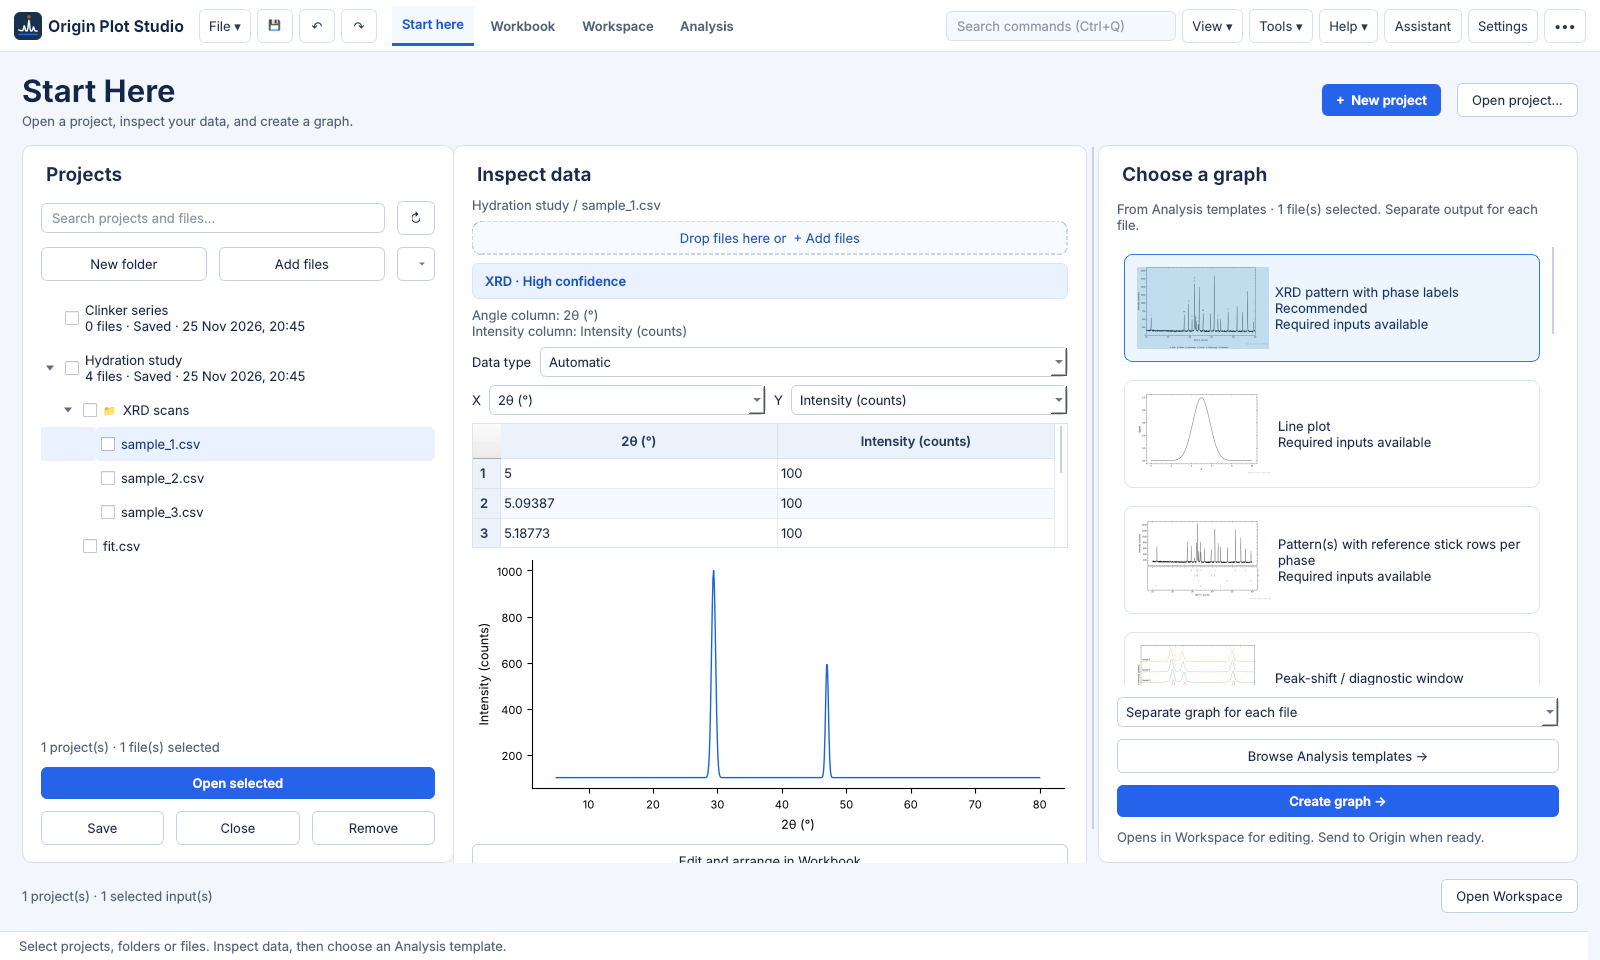 Origin Plot Studio
File ▾
Start here
Workbook
Workspace
Analysis
Search commands (Ctrl+Q)
View ▾
Tools ▾
Help ▾
Assistant
Settings
Start Here
Open a project, inspect your data, and create a graph.
+ New project
Open project...
Projects
Search projects and files...
New folder
Add files
Clinker series
0 files · Saved · 25 Nov 2026, 20:45
Hydration study
4 files · Saved · 25 Nov 2026, 20:45
XRD scans
sample_1.csv
sample_2.csv
sample_3.csv
fit.csv
1 project(s) · 1 file(s) selected
Open selected
Save
Close
Remove
Inspect data
Hydration study / sample_1.csv
Drop files here or + Add files
XRD · High confidence
Angle column: 2θ (°)
Intensity column: Intensity (counts)
Data type
Automatic
X
2θ (°)
Y
Intensity (counts)
2θ (°)
Intensity (counts)
1
5
100
2
5.09387
100
3
5.18773
100
1000
800
600
400
200
Intensity (counts)
10
20
30
40
50
60
70
80
2θ (°)
Edit and arrange in Workbook
Choose a graph
From Analysis templates · 1 file(s) selected. Separate output for each
file.
XRD pattern with phase labels
Recommended
Required inputs available
Line plot
Required inputs available
Pattern(s) with reference stick rows per
phase
Required inputs available
Peak-shift / diagnostic window
Separate graph for each file
Browse Analysis templates →
Create graph →
Opens in Workspace for editing. Send to Origin when ready.
1 project(s) · 1 selected input(s)
Open Workspace
Select projects, folders or files. Inspect data, then choose an Analysis template.